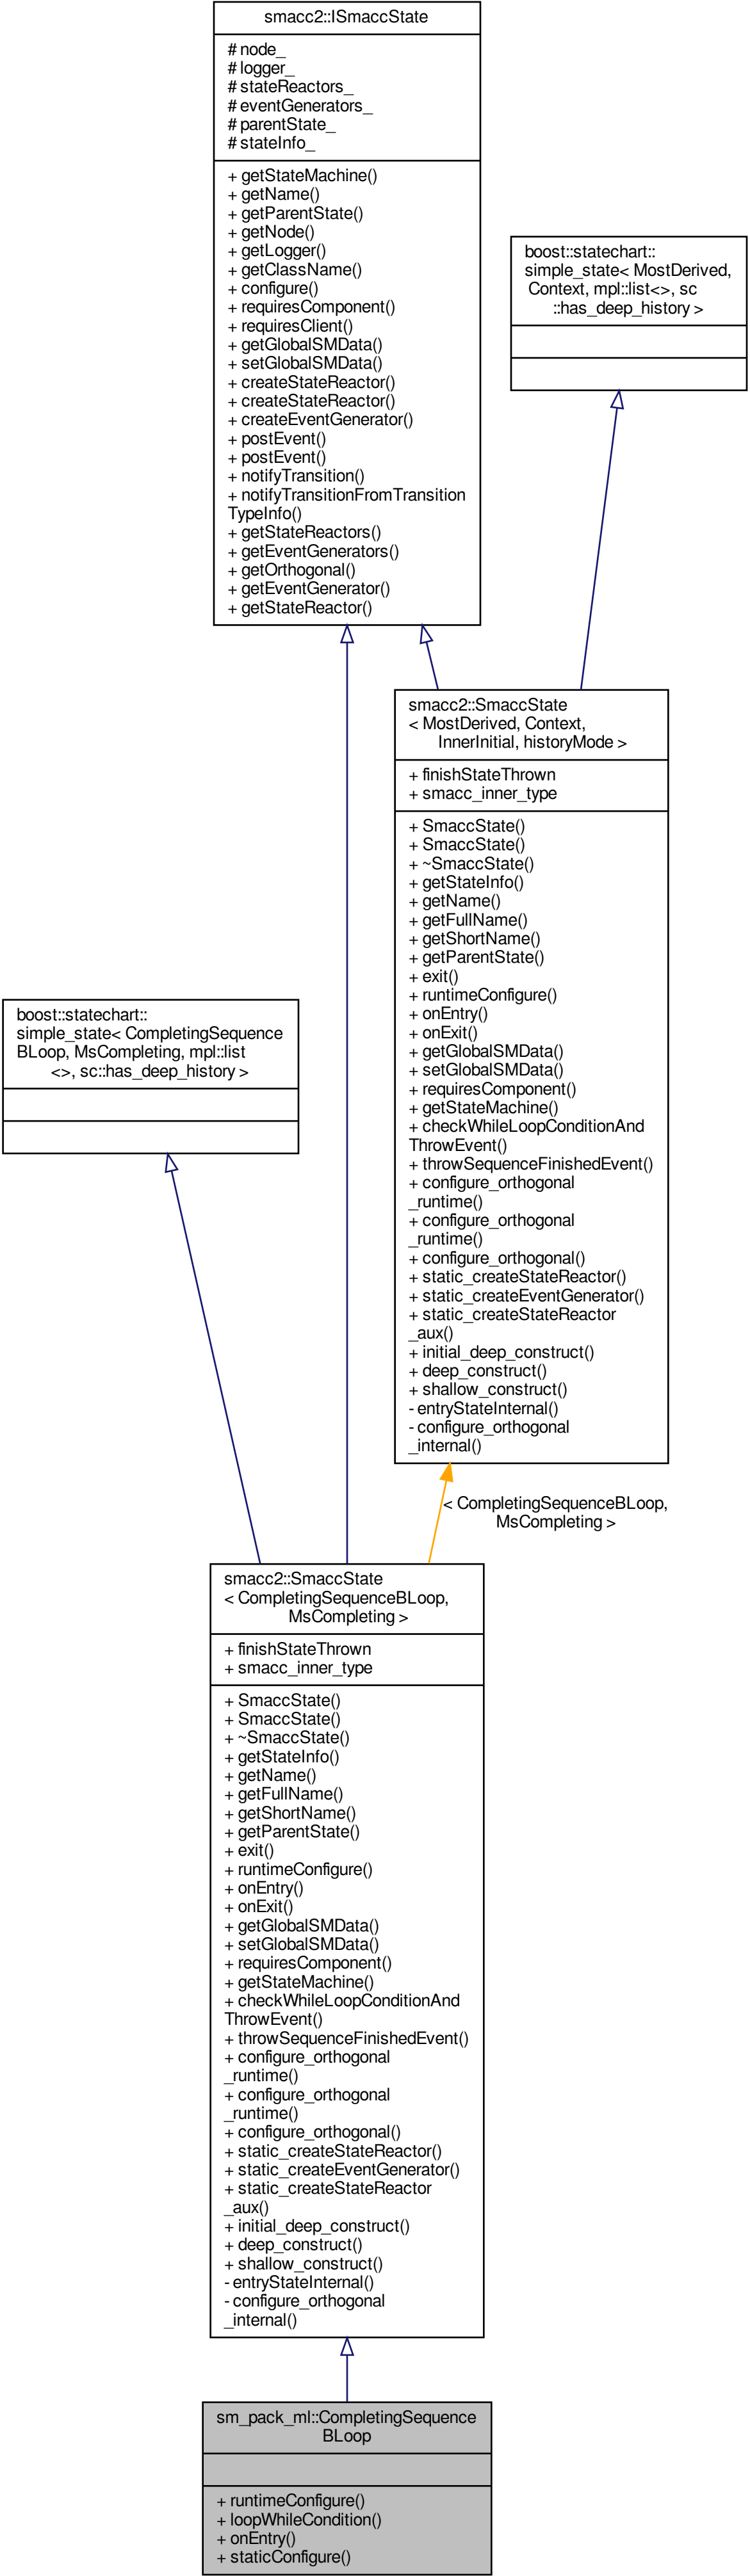 smacc2::ISmaccState
# node_
# logger_
# stateReactors_
# eventGenerators_
# parentState_
# stateInfo_
+ getStateMachine()
+ getName()
+ getParentState()
+ getNode()
+ getLogger()
+ getClassName()
+ configure()
+ requiresComponent()
+ requiresClient()
+ getGlobalSMData()
+ setGlobalSMData()
+ createStateReactor()
+ createStateReactor()
+ createEventGenerator()
+ postEvent()
+ postEvent()
+ notifyTransition()
+ notifyTransitionFromTransition
TypeInfo()
+ getStateReactors()
+ getEventGenerators()
+ getOrthogonal()
+ getEventGenerator()
+ getStateReactor()
boost::statechart::
simple_state< MostDerived,
Context, mpl::list<>, sc
::has_deep_history >
smacc2::SmaccState
< MostDerived, Context,
InnerInitial, historyMode >
+ finishStateThrown
+ smacc_inner_type
+ SmaccState()
+ SmaccState()
+ ~SmaccState()
+ getStateInfo()
+ getName()
+ getFullName()
+ getShortName()
+ getParentState()
+ exit()
+ runtimeConfigure()
+ onEntry()
+ onExit()
+ getGlobalSMData()
+ setGlobalSMData()
+ requiresComponent()
+ getStateMachine()
+ checkWhileLoopConditionAnd
ThrowEvent()
+ throwSequenceFinishedEvent()
+ configure_orthogonal
_runtime()
+ configure_orthogonal
_runtime()
+ configure_orthogonal()
+ static_createStateReactor()
+ static_createEventGenerator()
+ static_createStateReactor
_aux()
+ initial_deep_construct()
+ deep_construct()
+ shallow_construct()
- entryStateInternal()
- configure_orthogonal
_internal()
boost::statechart::
simple_state< CompletingSequence
BLoop, MsCompleting, mpl::list
<>, sc::has_deep_history >
< CompletingSequenceBLoop,
MsCompleting >
smacc2::SmaccState
< CompletingSequenceBLoop,
MsCompleting >
+ finishStateThrown
+ smacc_inner_type
+ SmaccState()
+ SmaccState()
+ ~SmaccState()
+ getStateInfo()
+ getName()
+ getFullName()
+ getShortName()
+ getParentState()
+ exit()
+ runtimeConfigure()
+ onEntry()
+ onExit()
+ getGlobalSMData()
+ setGlobalSMData()
+ requiresComponent()
+ getStateMachine()
+ checkWhileLoopConditionAnd
ThrowEvent()
+ throwSequenceFinishedEvent()
+ configure_orthogonal
_runtime()
+ configure_orthogonal
_runtime()
+ configure_orthogonal()
+ static_createStateReactor()
+ static_createEventGenerator()
+ static_createStateReactor
_aux()
+ initial_deep_construct()
+ deep_construct()
+ shallow_construct()
- entryStateInternal()
- configure_orthogonal
_internal()
sm_pack_ml::CompletingSequence
BLoop
+ runtimeConfigure()
+ loopWhileCondition()
+ onEntry()
+ staticConfigure()